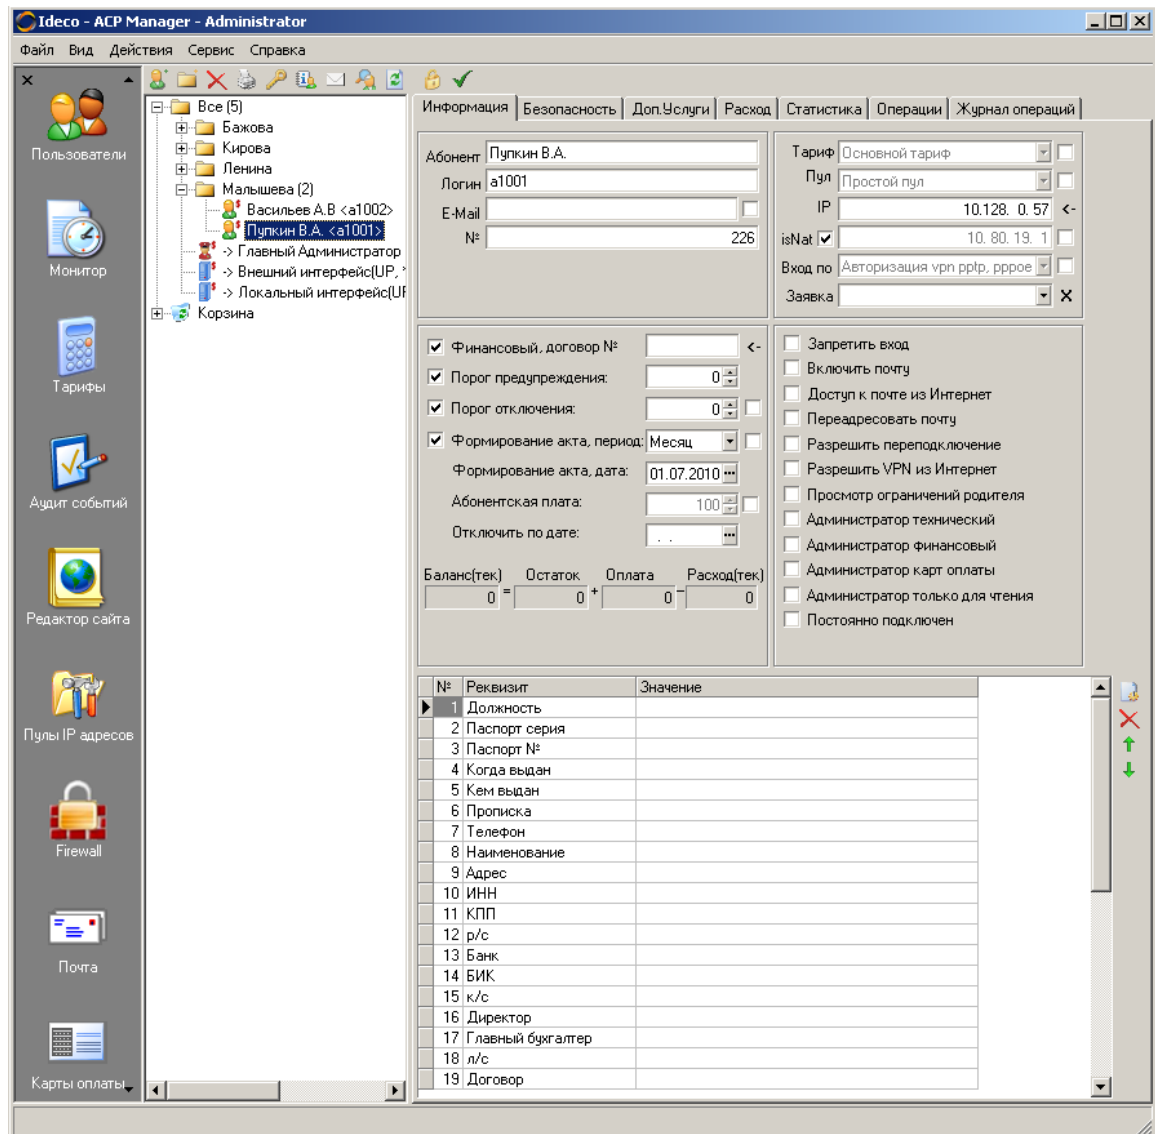 Ideco - ACP Manager - Administrator
Файл Вид Действия Сервис Справка
Пользователи
Монитор
Тарифы
Аудит событий
Редактор сайта
Пулы IP адресов
Firewall
Почта
Карты оплаты
Все (5)
Бажова
Кирова
Ленина
Малышева (2)
Васильев А.В <a1002>
Пупкин В.А. <a1001>
-> Главный Администратор
-> Внешний интерфейс(UP, *
-> Локальный интерфейс(UF
Корзина
Информация Безопасность Доп.Услуги Расход Статистика Операции Журнал операций
Абонент Пупкин В.А.
Логин a1001
E-Mail
№ 226
Тариф Основной тариф
Пул Простой пул
IP 10.128. 0. 57 <-
isNat 10. 80. 19. 1
Вход по Авторизация vpn pptp, pppoe
Заявка X
Финансовый, договор № <-
Порог предупреждения: 0
Порог отключения: 0
Формирование акта, период: Месяц
Формирование акта, дата: 01.07.2010 ...
Абонентская плата: 100
Отключить по дате: . . ...
Баланс(тек) Остаток Оплата Расход(тек)
0 = 0 + 0 - 0
Запретить вход
Включить почту
Доступ к почте из Интернет
Переадресовать почту
Разрешить переподключение
Разрешить VPN из Интернет
Просмотр ограничений родителя
Администратор технический
Администратор финансовый
Администратор карт оплаты
Администратор только для чтения
Постоянно подключен
№ Реквизит Значение
1 Должность
2 Паспорт серия
3 Паспорт №
4 Когда выдан
5 Кем выдан
6 Прописка
7 Телефон
8 Наименование
9 Адрес
10 ИНН
11 КПП
12 р/с
13 Банк
14 БИК
15 к/с
16 Директор
17 Главный бухгалтер
18 л/с
19 Договор